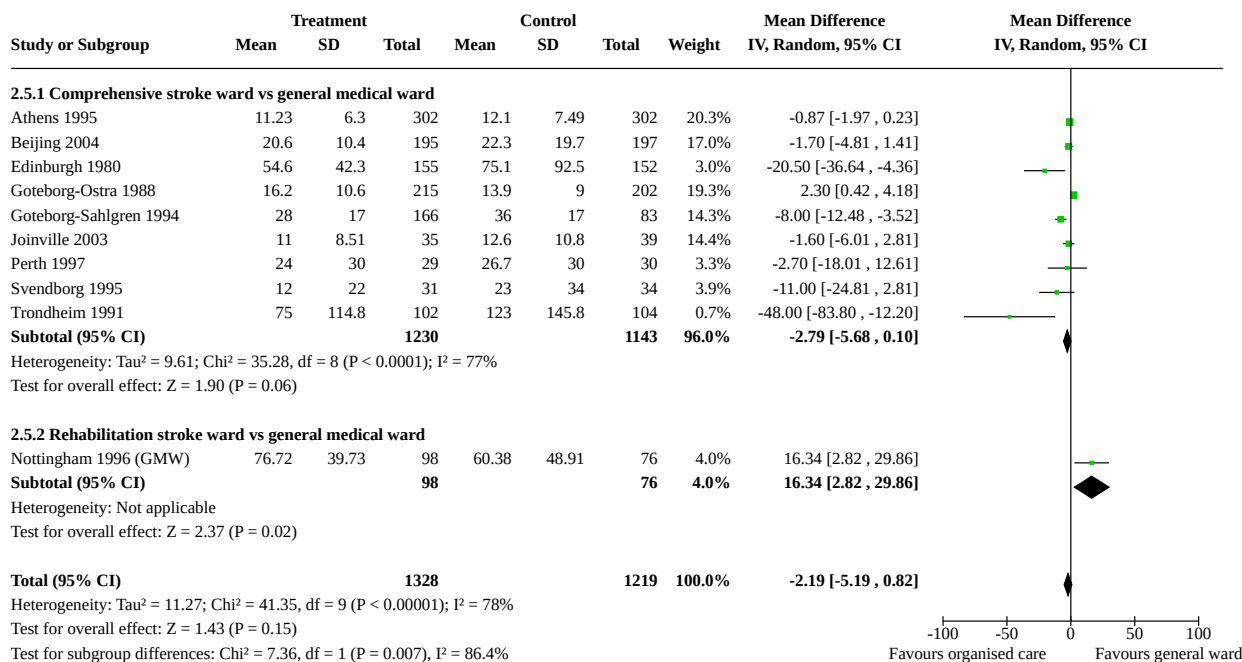 Treatment Control Mean Difference Mean Difference
Study or Subgroup Mean SD Total Mean SD Total Weight IV, Random, 95% CI IV, Random, 95% CI
2.5.1 Comprehensive stroke ward vs general medical ward
Athens 1995 11.23 6.3 302 12.1 7.49 302 20.3% -0.87 [-1.97 , 0.23]
Beijing 2004 20.6 10.4 195 22.3 19.7 197 17.0% -1.70 [-4.81 , 1.41]
Edinburgh 1980 54.6 42.3 155 75.1 92.5 152 3.0% -20.50 [-36.64 , -4.36]
Goteborg-Ostra 1988 16.2 10.6 215 13.9 9 202 19.3% 2.30 [0.42 , 4.18]
Goteborg-Sahlgren 1994 28 17 166 36 17 83 14.3% -8.00 [-12.48 , -3.52]
Joinville 2003 11 8.51 35 12.6 10.8 39 14.4% -1.60 [-6.01 , 2.81]
Perth 1997 24 30 29 26.7 30 30 3.3% -2.70 [-18.01 , 12.61]
Svendborg 1995 12 22 31 23 34 34 3.9% -11.00 [-24.81 , 2.81]
Trondheim 1991 75 114.8 102 123 145.8 104 0.7% -48.00 [-83.80 , -12.20]
Subtotal (95% CI) 1230 1143 96.0% -2.79 [-5.68 , 0.10]
Heterogeneity: Tau² = 9.61; Chi² = 35.28, df = 8 (P < 0.0001); I² = 77%
Test for overall effect: Z = 1.90 (P = 0.06)
2.5.2 Rehabilitation stroke ward vs general medical ward
Nottingham 1996 (GMW) 76.72 39.73 98 60.38 48.91 76 4.0% 16.34 [2.82 , 29.86]
Subtotal (95% CI) 98 76 4.0% 16.34 [2.82 , 29.86]
Heterogeneity: Not applicable
Test for overall effect: Z = 2.37 (P = 0.02)
Total (95% CI) 1328 1219 100.0% -2.19 [-5.19 , 0.82]
Heterogeneity: Tau² = 11.27; Chi² = 41.35, df = 9 (P < 0.00001); I² = 78%
Test for overall effect: Z = 1.43 (P = 0.15)
-100 -50 0 50 100
Test for subgroup differences: Chi² = 7.36, df = 1 (P = 0.007), I² = 86.4%
Favours organised care Favours general ward